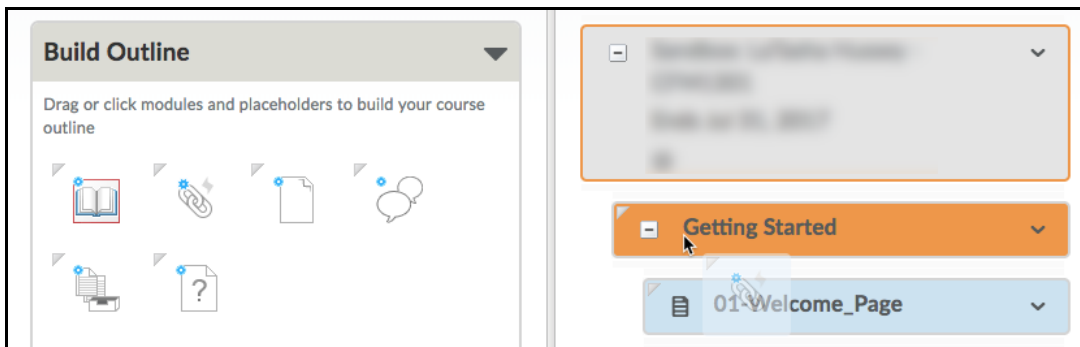 Build Outline
Drag or click modules and placeholders to build your course
outline
Getting Started
01-Welcome_Page